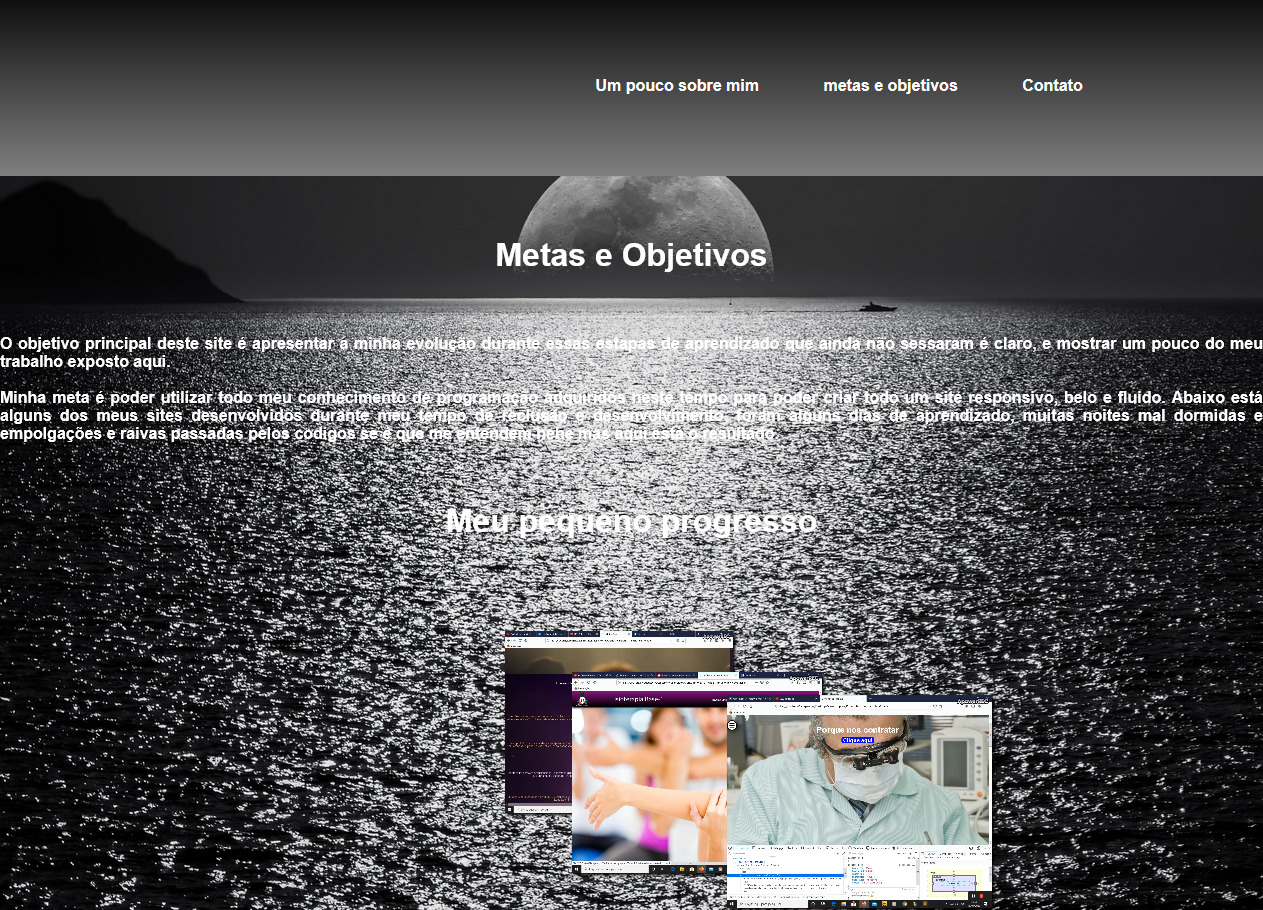 Um pouco sobre mim metas e objetivos Contato
Metas e Objetivos
O objetivo principal deste site é apresentar a minha evolução durante essas estapas de aprendizado que ainda não sessaram é claro, e mostrar um pouco do meu
trabalho exposto aqui.
Minha meta é poder utilizar todo meu conhecimento de programação adquiridos neste tempo para poder criar todo um site responsivo, belo e fluido. Abaixo está
alguns dos meus sites desenvolvidos durante meu tempo de reclusão e desenvolvimento, foram alguns dias de aprendizado, muitas noites mal dormidas e
empolgações e raivas passadas pelos codigos se é que me entendem hehe mas aqui esta o resultado.
Meu pequeno progresso
Porque nos contratar
Clique aqui